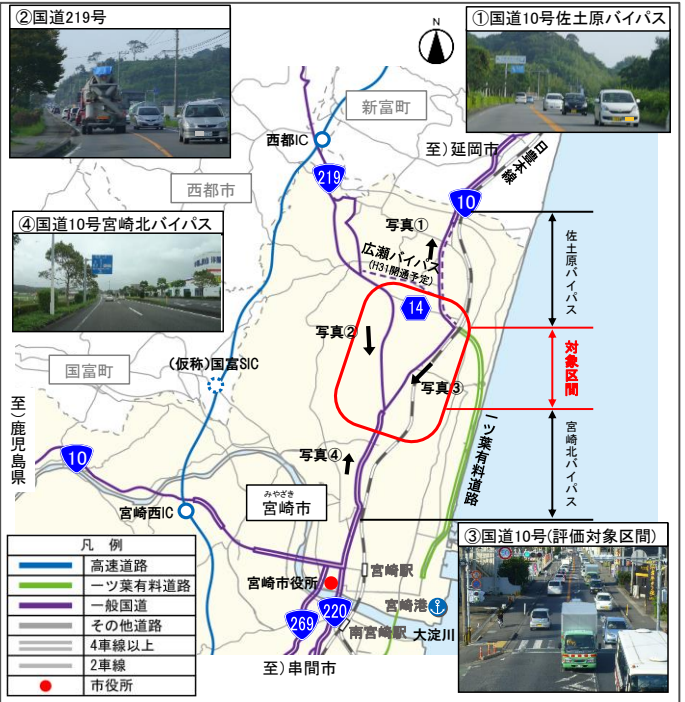 ②国道219号
①国道10号佐土原バイパス
N
新富町
西都IC
至)延岡市
日豊本線
219
西都市
10
④国道10号宮崎北バイパス
写真①
広瀬バイパス
(H31開通予定)
佐土原バイパス
14
写真②
対象区間
国富町
(仮称)国富SIC
写真③
至)鹿児島県
一ツ葉有料道路
宮崎北バイパス
写真④
10
みやざき
宮崎市
宮崎西IC
③国道10号(評価対象区間)
凡 例
高速道路
一ツ葉有料道路
一般国道
その他道路
4車線以上
2車線
市役所
宮崎駅
宮崎市役所
宮崎港
220
269
南宮崎駅
大淀川
至)串間市